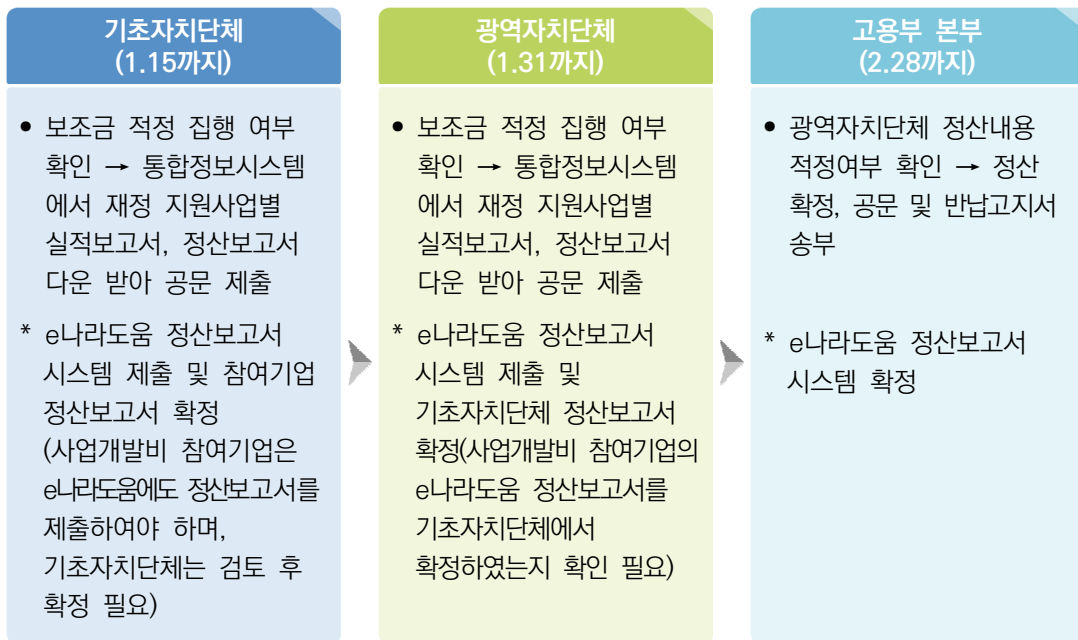 기초자치단체
(1.15까지)
• 보조금 적정 집행 여부
확인 → 통합정보시스템
에서 재정 지원사업별
실적보고서, 정산보고서
다운 받아 공문 제출
* e나라도움 정산보고서
시스템 제출 및 참여기업
정산보고서 확정
(사업개발비 참여기업은
e나라도움에도 정산보고서를
제출하여야 하며,
기초자치단체는 검토 후
확정 필요)
광역자치단체
(1.31까지)
• 보조금 적정 집행 여부
확인 → 통합정보시스템
에서 재정 지원사업별
실적보고서, 정산보고서
다운 받아 공문 제출
* e나라도움 정산보고서
시스템 제출 및
기초자치단체 정산보고서
확정(사업개발비 참여기업의
e나라도움 정산보고서를
기초자치단체에서
확정하였는지 확인 필요)
고용부 본부
(2.28까지)
• 광역자치단체 정산내용
적정여부 확인 → 정산
확정, 공문 및 반납고지서
송부
* e나라도움 정산보고서
시스템 확정